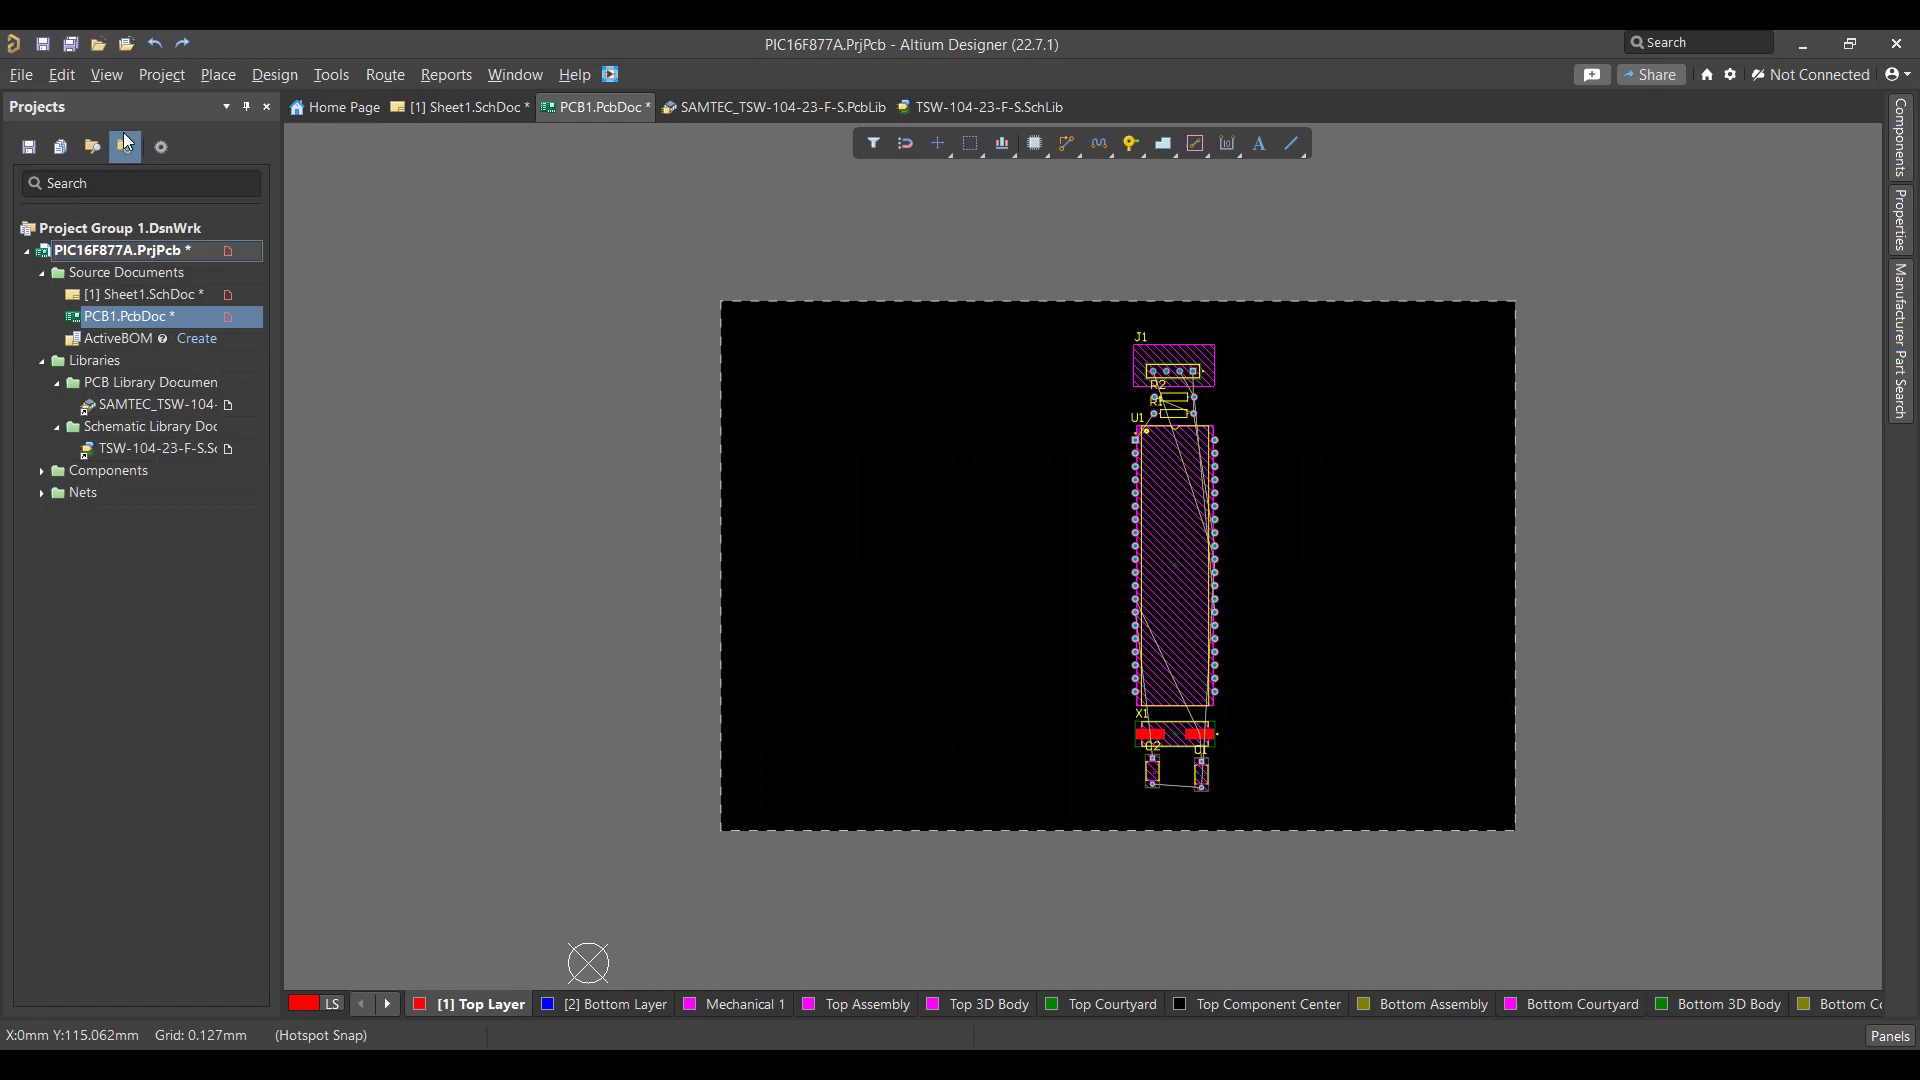 PIC16F877A.PrjPcb - Altium Designer (22.7.1)
Search
File Edit View Project Place Design Tools Route Reports Window Help
Share
Not Connected
Projects
Home Page
[1] Sheet1.SchDoc *
PCB1.PcbDoc *
SAMTEC_TSW-104-23-F-S.PcbLib
TSW-104-23-F-S.SchLib
Search
Project Group 1.DsnWrk
PIC16F877A.PrjPcb *
Source Documents
[1] Sheet1.SchDoc *
PCB1.PcbDoc *
ActiveBOM Create
Libraries
PCB Library Documen
SAMTEC_TSW-104-
Schematic Library Doc
TSW-104-23-F-S.Sc
Components
Nets
J1
R2
R1
U1
X1
C2
C1
Components
Properties
Manufacturer Part Search
LS
[1] Top Layer
[2] Bottom Layer
Mechanical 1
Top Assembly
Top 3D Body
Top Courtyard
Top Component Center
Bottom Assembly
Bottom Courtyard
Bottom 3D Body
Bottom Cc
X:0mm Y:115.062mm Grid: 0.127mm (Hotspot Snap)
Panels